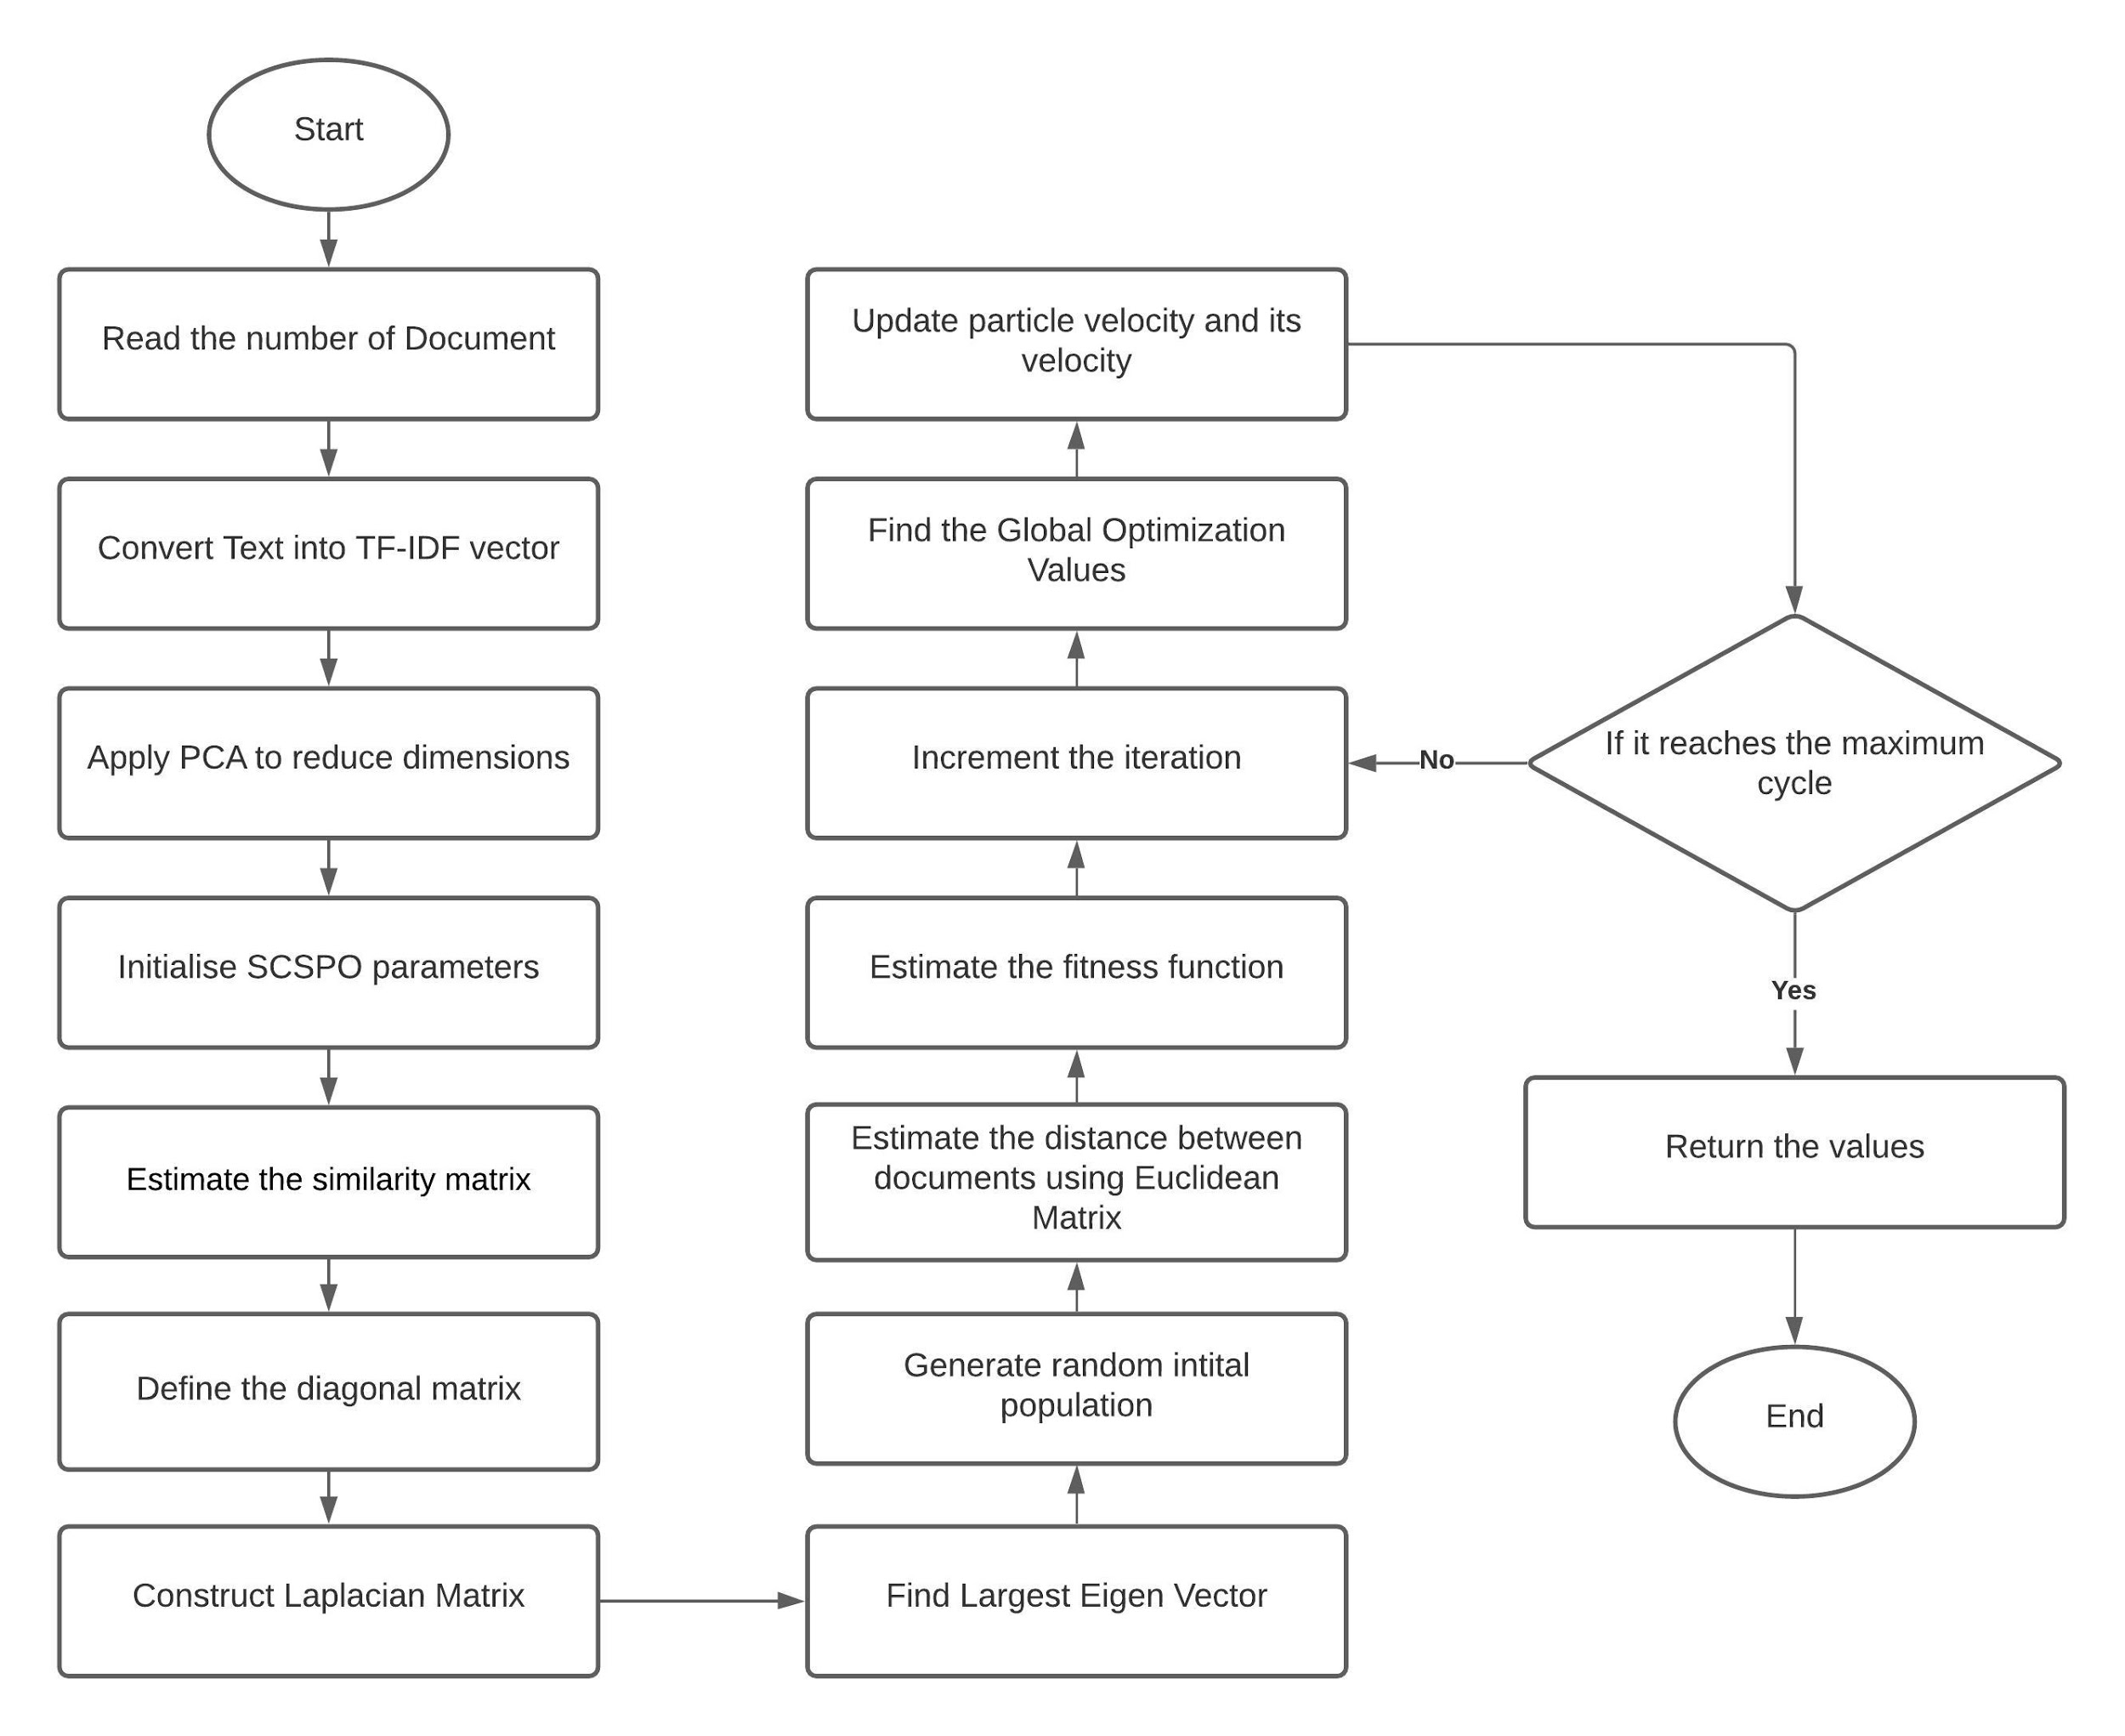 Start
Read the number of Document
Convert Text into TF-IDF vector
Apply PCA to reduce dimensions
Initialise SCSPO parameters
Estimate the similarity matrix
Define the diagonal matrix
Construct Laplacian Matrix
Find Largest Eigen Vector
Generate random intital
population
Estimate the distance between
documents using Euclidean
Matrix
Estimate the fitness function
Increment the iteration
Find the Global Optimization
Values
Update particle velocity and its
velocity
If it reaches the maximum
cycle
No
Yes
Return the values
End